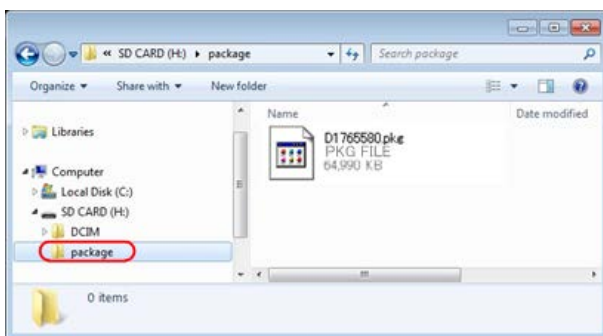 « SD CARD (H:) ▸ package
Search package
Organize ▾ Share with ▾ New folder
Name Date modified
Libraries
D1765580.pkg
PKG FILE
64,990 KB
Computer
Local Disk (C:)
SD CARD (H:)
DCIM
package
0 items